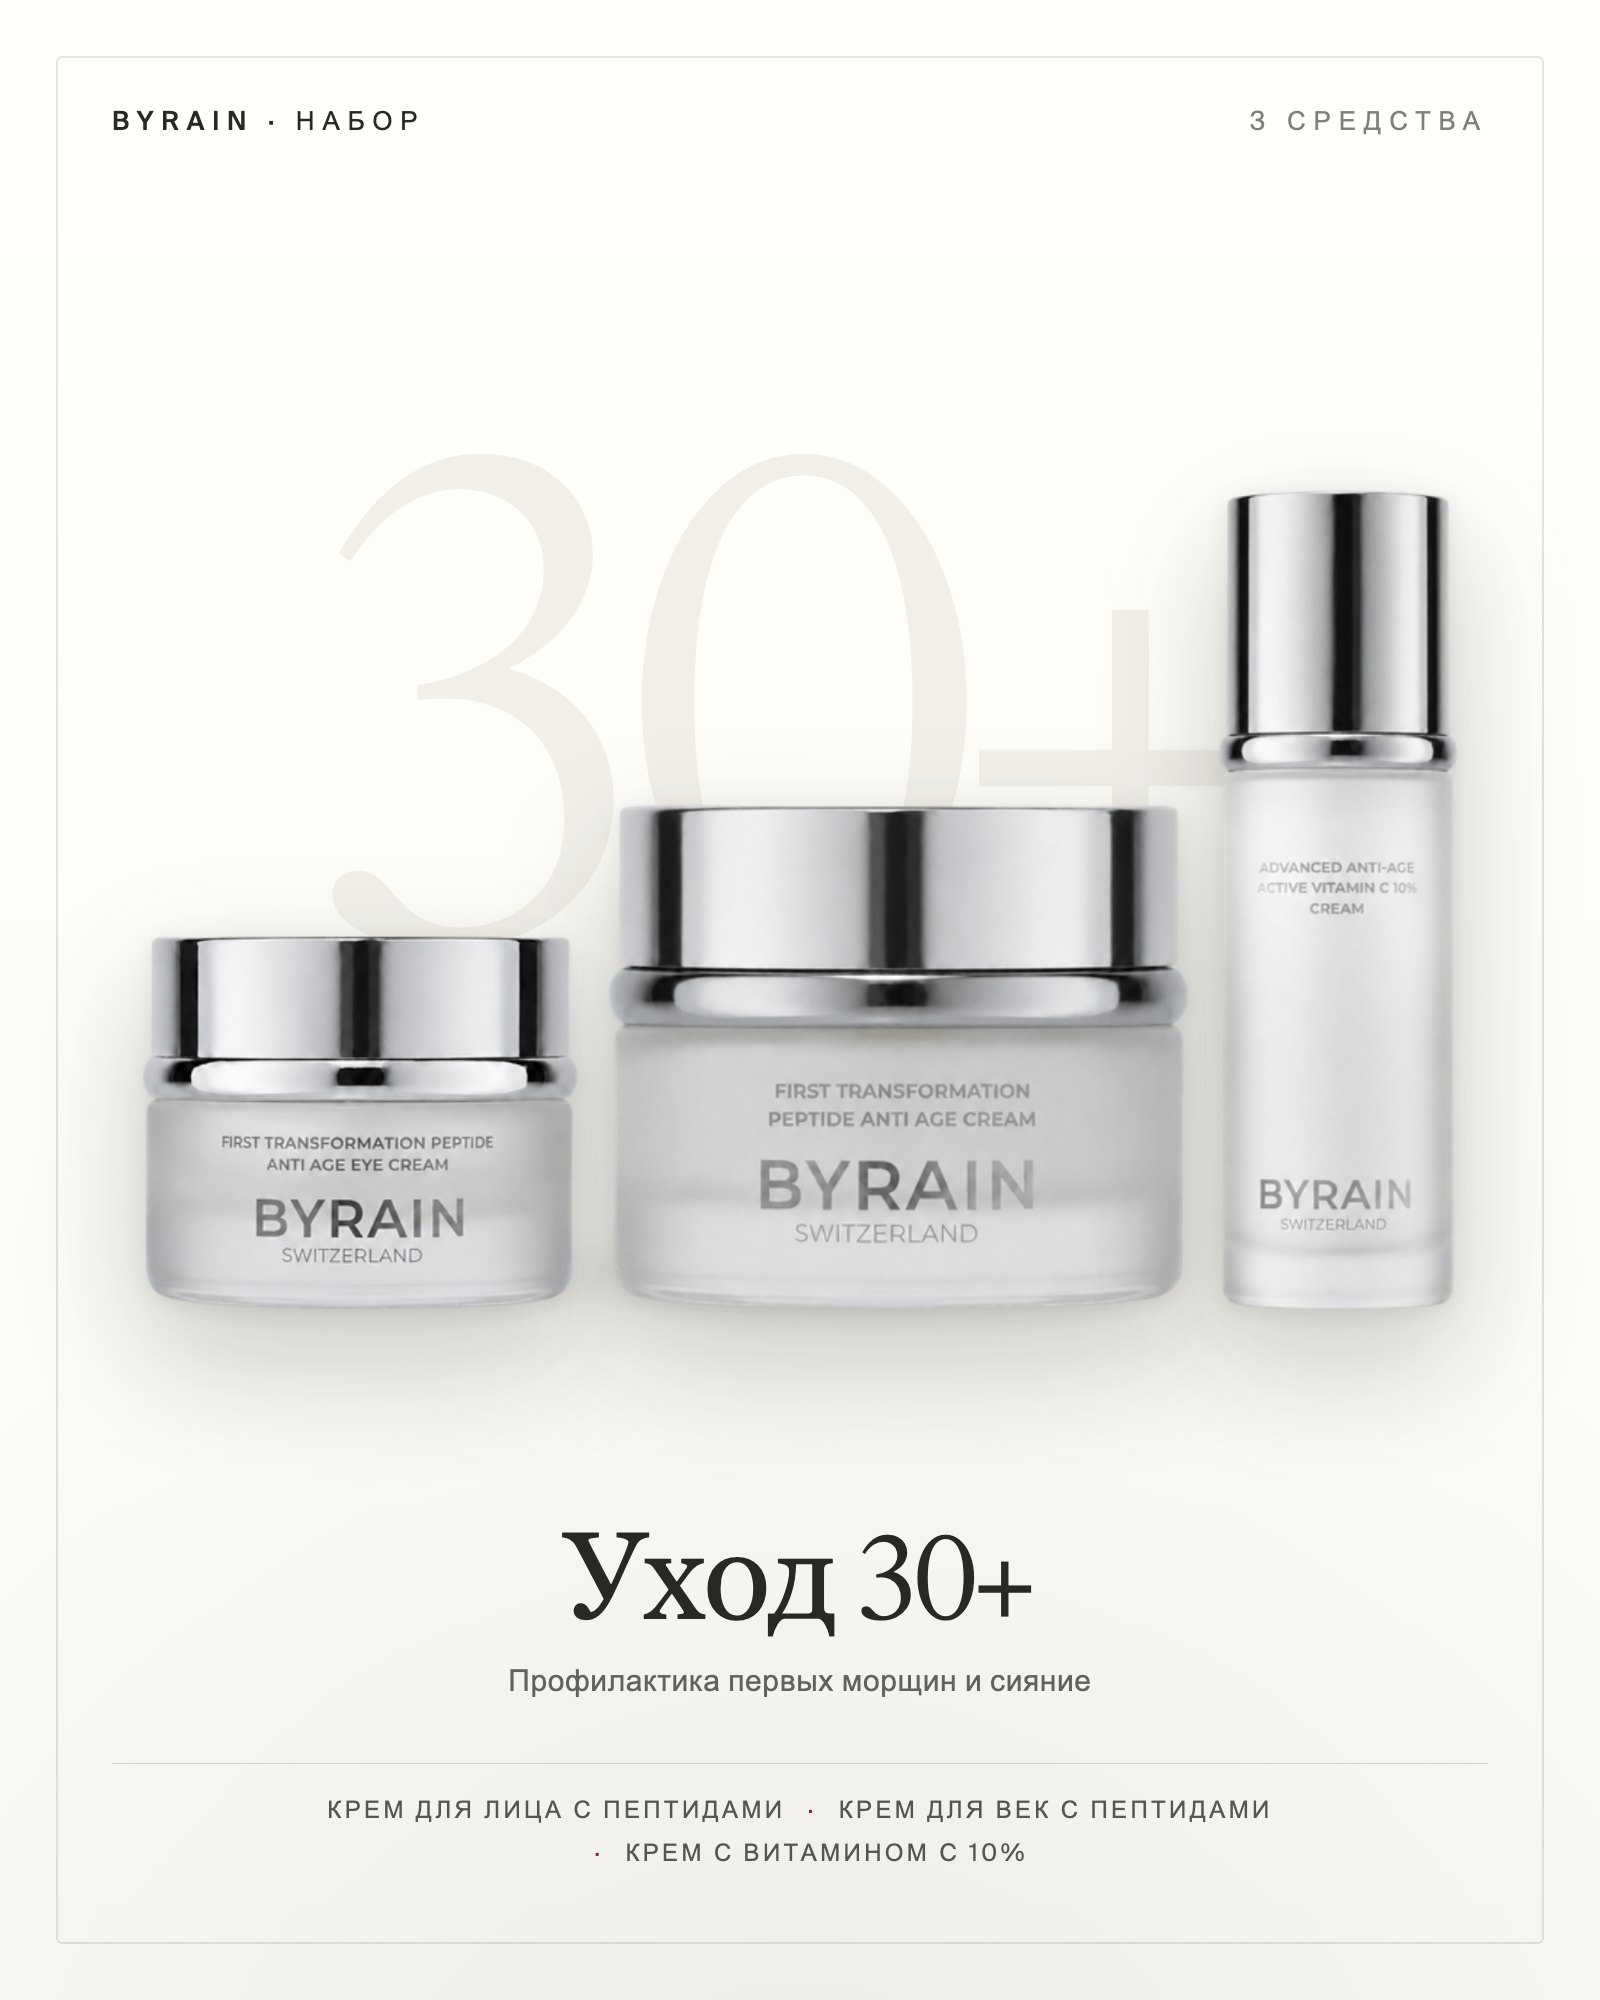 BYRAIN · НАБОР
3 СРЕДСТВА
30+
ADVANCED ANTI-AGE
ACTIVE VITAMIN C 10%
CREAM
BYRAIN
SWITZERLAND
FIRST TRANSFORMATION
PEPTIDE ANTI AGE CREAM
BYRAIN
SWITZERLAND
FIRST TRANSFORMATION PEPTIDE
ANTI AGE EYE CREAM
BYRAIN
SWITZERLAND
Уход 30+
Профилактика первых морщин и сияние
КРЕМ ДЛЯ ЛИЦА С ПЕПТИДАМИ · КРЕМ ДЛЯ ВЕК С ПЕПТИДАМИ
· КРЕМ С ВИТАМИНОМ С 10%